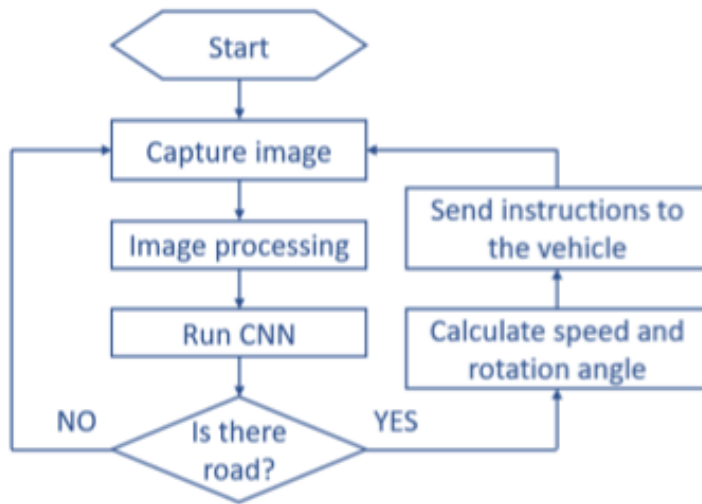 Start
Capture image
Image processing
Run CNN
Is there
road?
NO
YES
Calculate speed and
rotation angle
Send instructions to
the vehicle